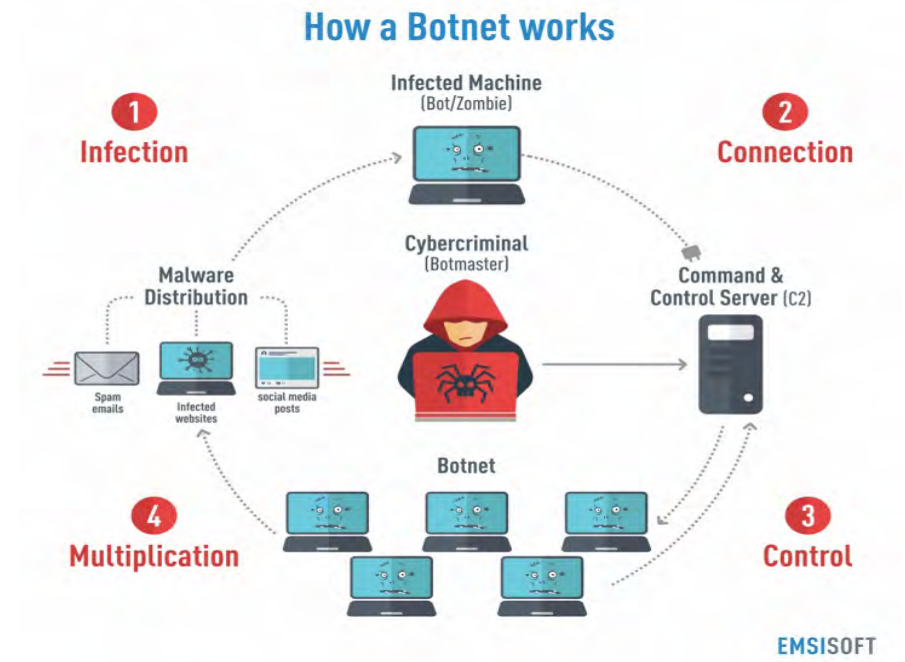 How a Botnet works
1
Infection
Infected Machine
(Bot/Zombie)
2
Connection
Malware
Distribution
Spam
emails
Infected
websites
social media
posts
Cybercriminal
(Botmaster)
Command &
Control Server (C2)
Botnet
4
Multiplication
3
Control
EMSISOFT